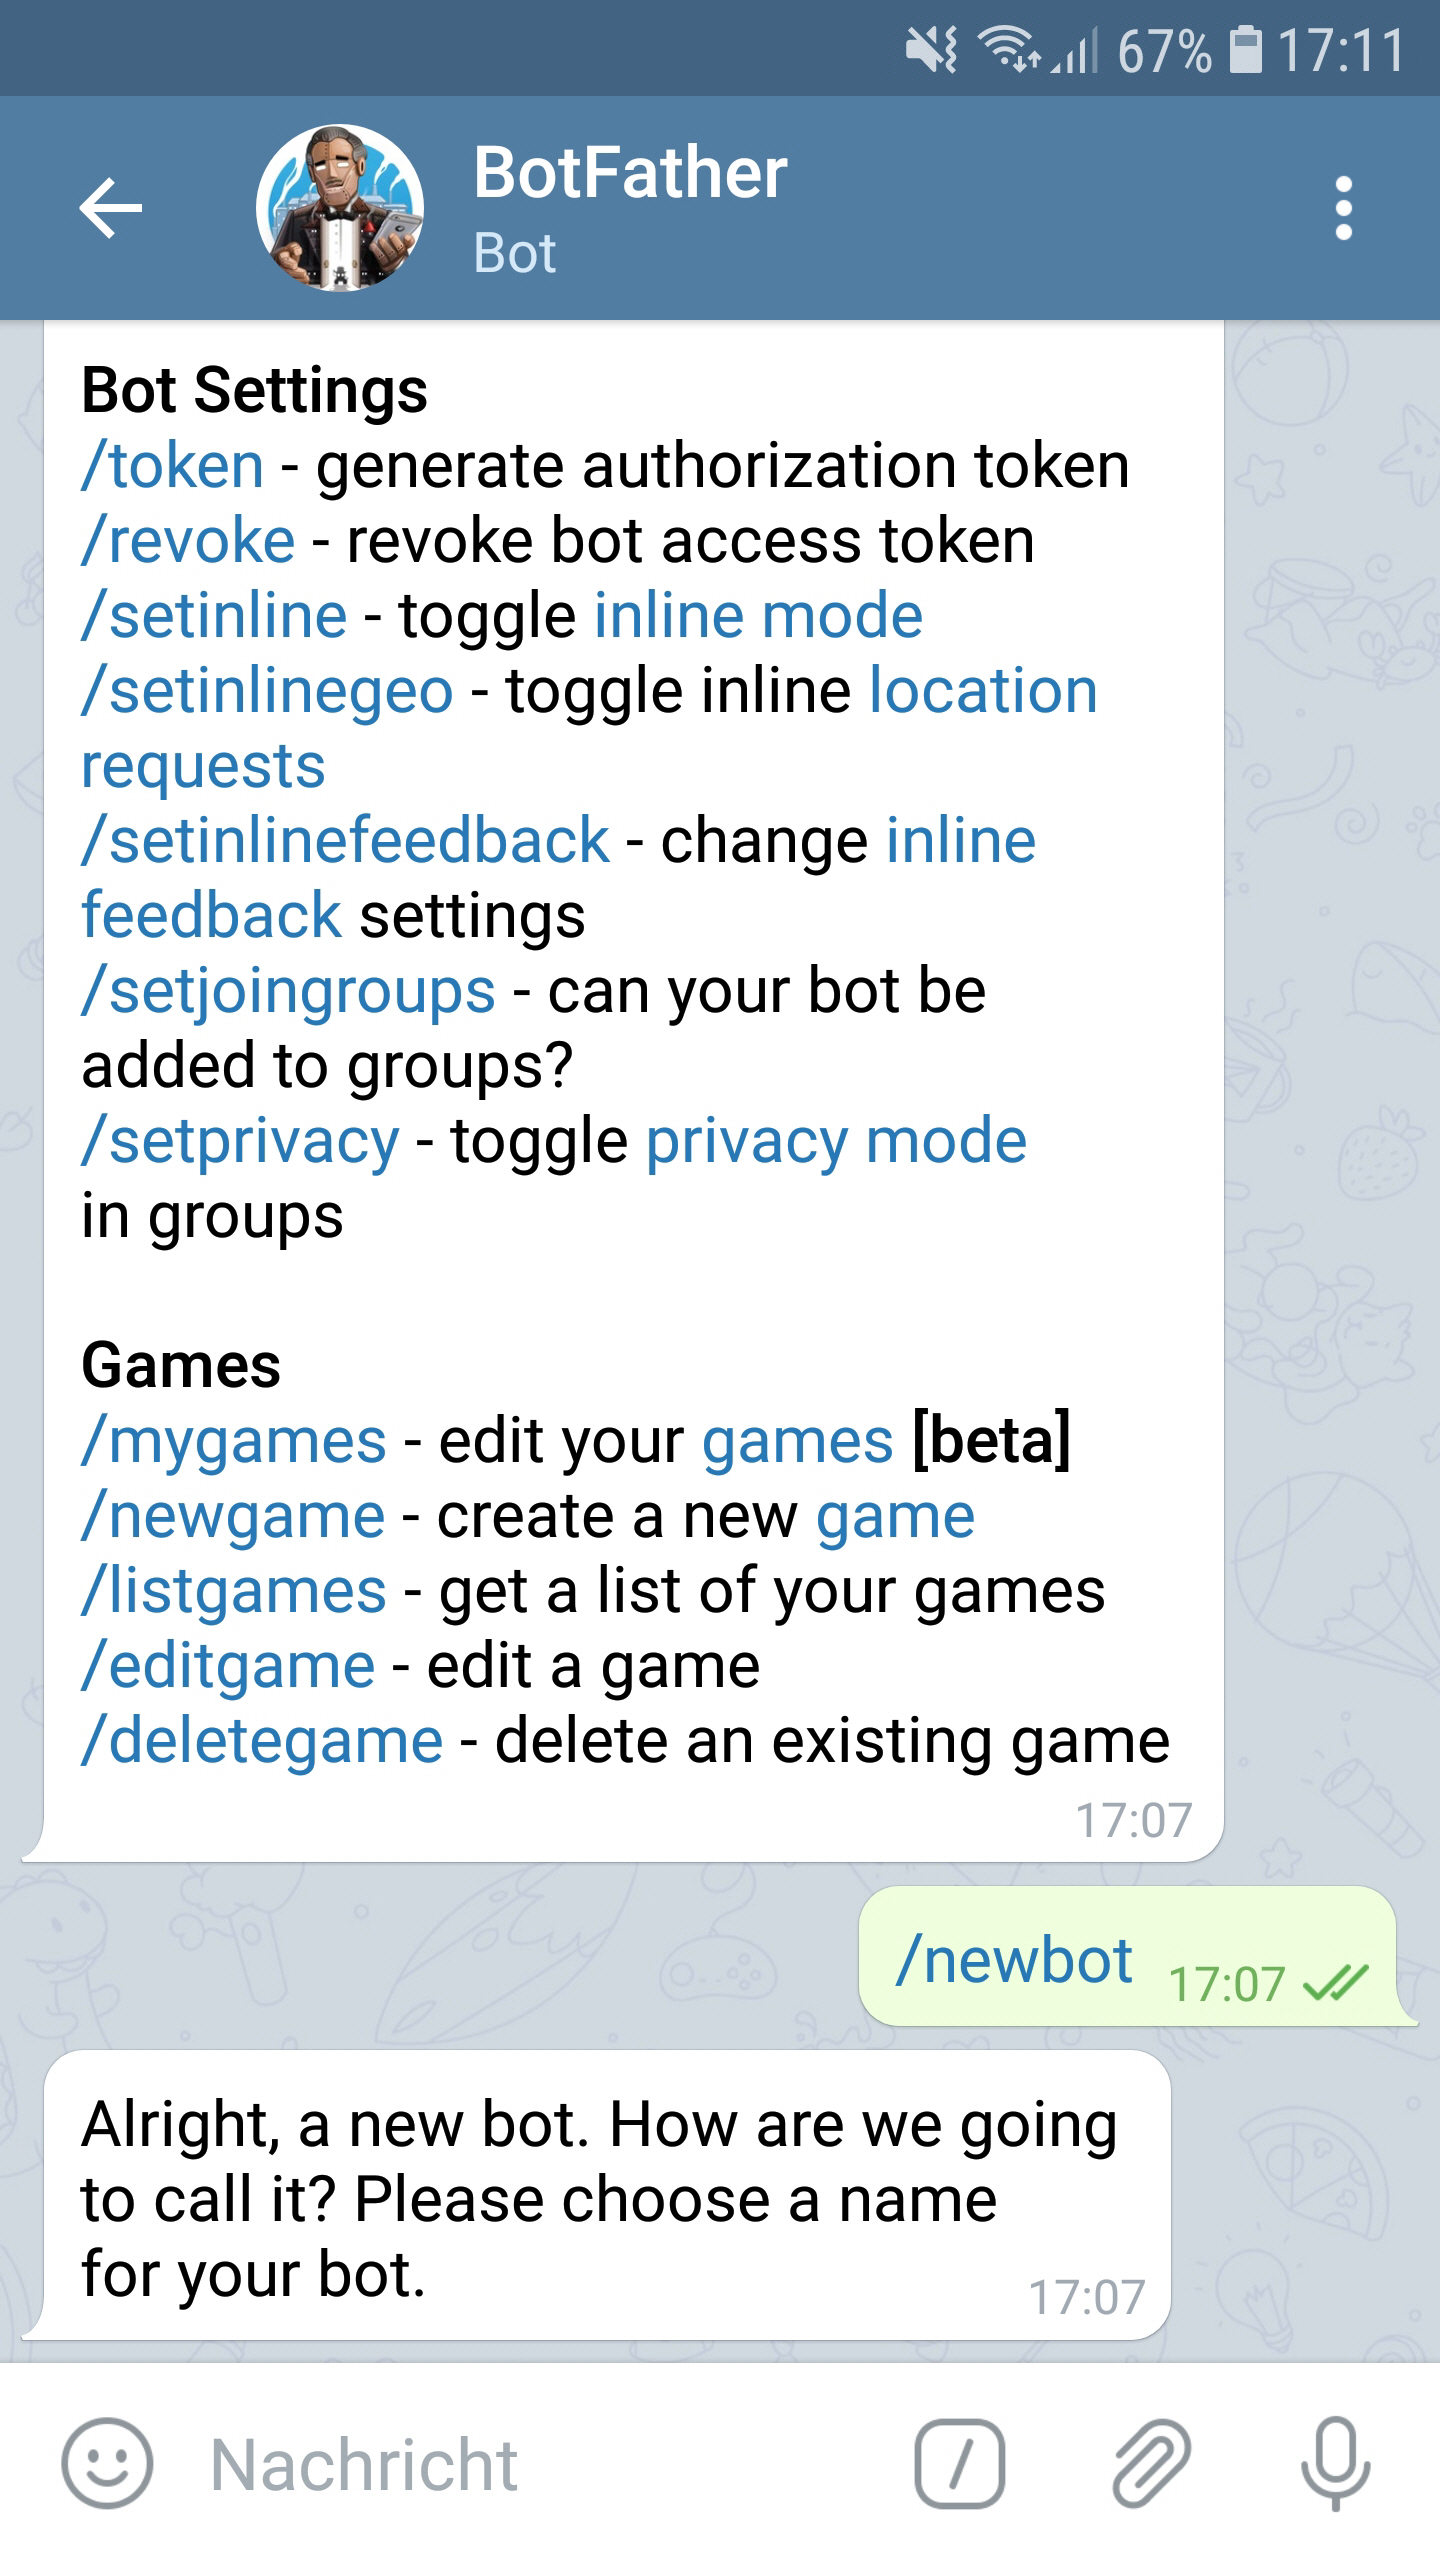 67% 17:11
BotFather
Bot
Bot Settings
/token - generate authorization token
/revoke - revoke bot access token
/setinline - toggle inline mode
/setinlinegeo - toggle inline location
requests
/setinlinefeedback - change inline
feedback settings
/setjoingroups - can your bot be
added to groups?
/setprivacy - toggle privacy mode
in groups
Games
/mygames - edit your games [beta]
/newgame - create a new game
/listgames - get a list of your games
/editgame - edit a game
/deletegame - delete an existing game
17:07
/newbot 17:07
Alright, a new bot. How are we going
to call it? Please choose a name
for your bot.
17:07
Nachricht